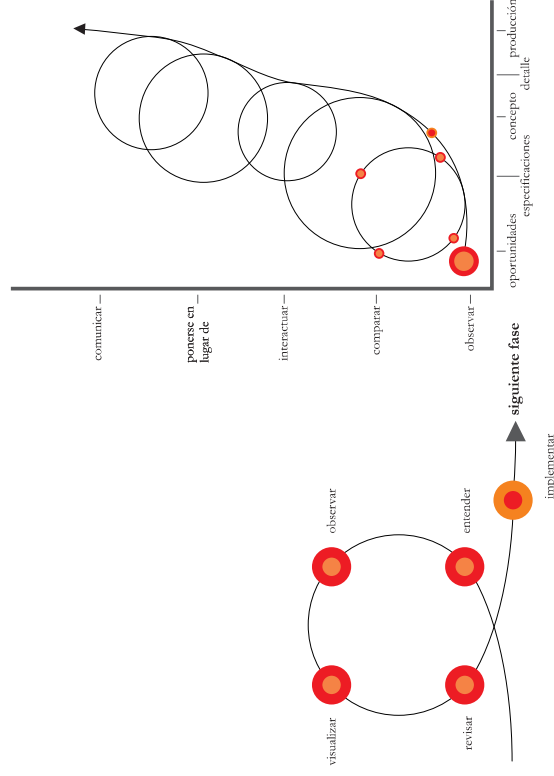 comunicar
ponerse en
lugar de
interactuar
comparar
observar
oportunidades
especificaciones
concepto
detalle
producción
observar
entender
visualizar
revisar
implementar
siguiente fase